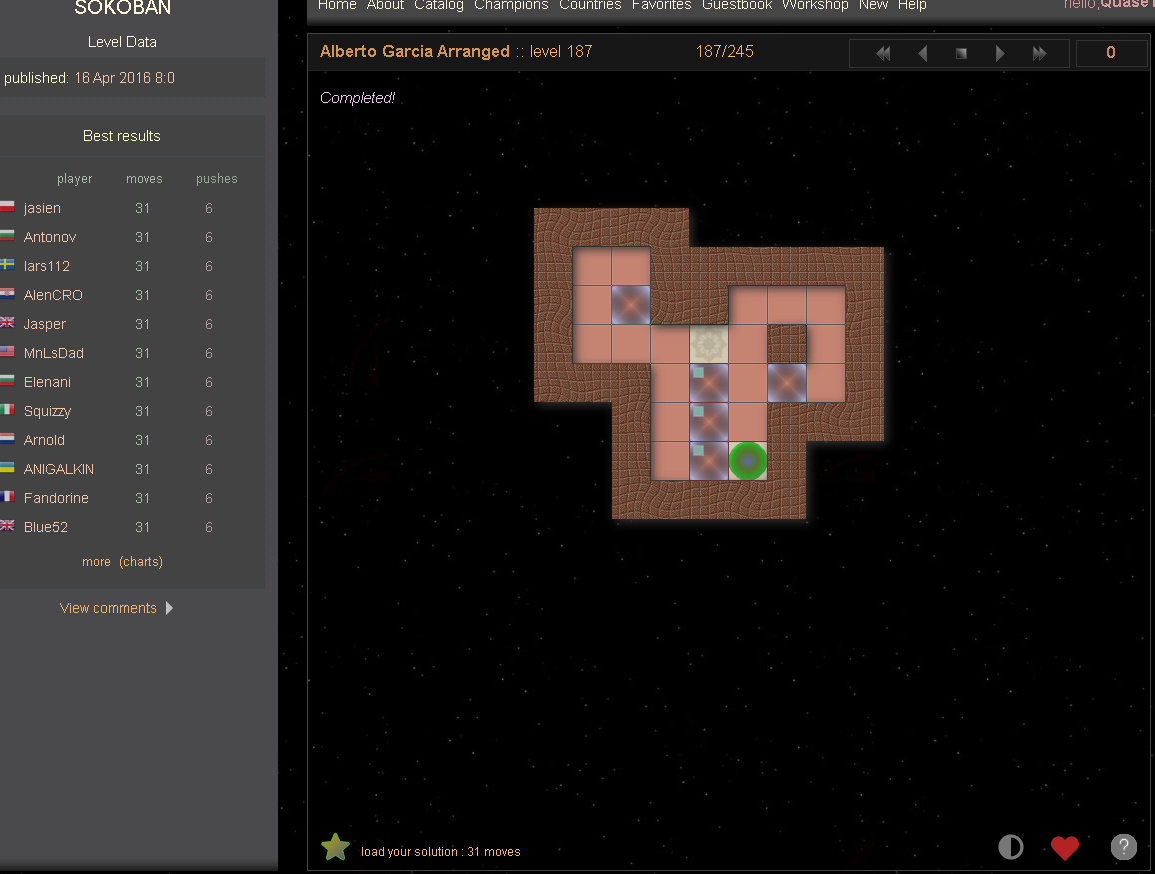 SOKOBAN
Level Data
published: 16 Apr 2016 8:0
Best results
player moves pushes
jasien 31 6
Antonov 31 6
lars112 31 6
AlenCRO 31 6
Jasper 31 6
MnLsDad 31 6
Elenani 31 6
Squizzy 31 6
Arnold 31 6
ANIGALKIN 31 6
Fandorine 31 6
Blue52 31 6
more (charts)
View comments
Home About Catalog Champions Countries Favorites Guestbook Workshop New Help hello,
Alberto Garcia Arranged :: level 187 187/245 0
Completed!
load your solution : 31 moves ?